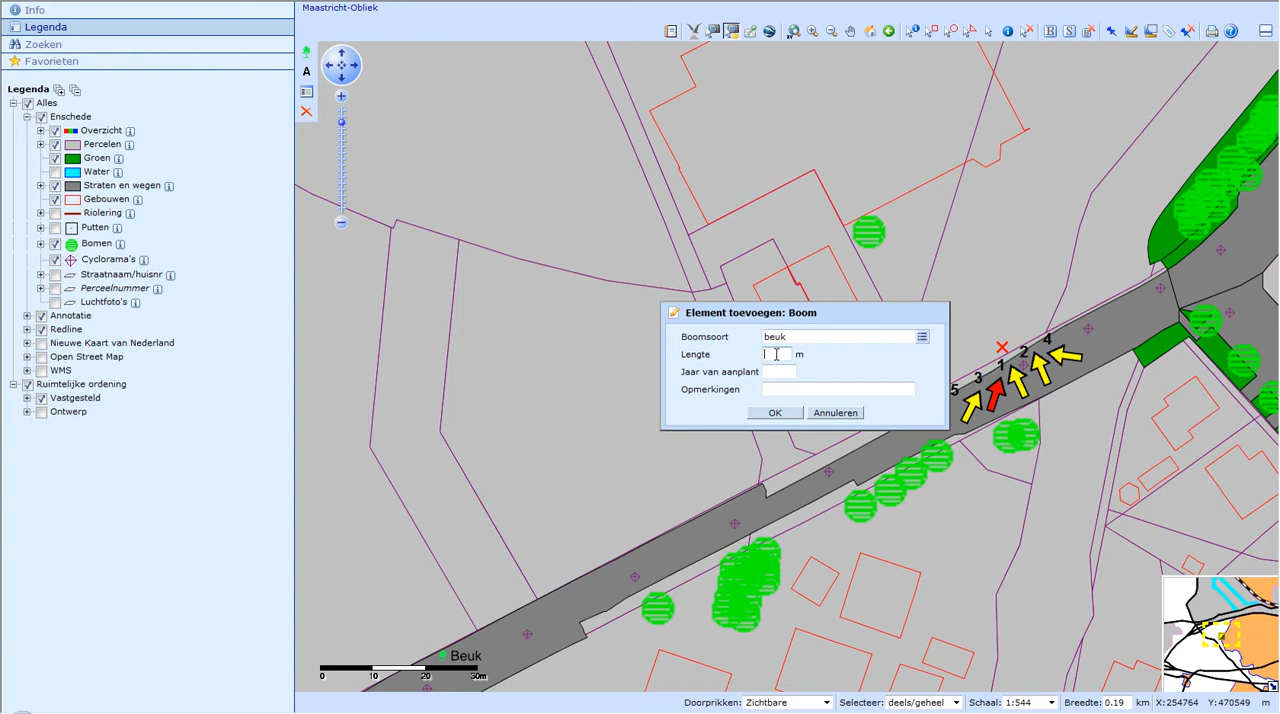 Info
Legenda
Zoeken
Favorieten
Legenda
Alles
Enschede
Overzicht
Percelen
Groen
Water
Straten en wegen
Gebouwen
Riolering
Putten
Bomen
Cyclorama's
Straatnaam/huisnr
Perceelnummer
Luchtfoto's
Annotatie
Redline
Nieuwe Kaart van Nederland
Open Street Map
WMS
Ruimtelijke ordening
Vastgesteld
Ontwerp
Maastricht-Obliek
A
Element toevoegen: Boom
Boomsoort beuk
Lengte m
Jaar van aanplant
Opmerkingen
OK Annuleren
5 3 1 2 4
Beuk
0 10 20 30m
Doorprikken: Zichtbare Selecteer: deels/geheel Schaal: 1:544 Breedte: 0.19 km X:254764 Y:470549 m